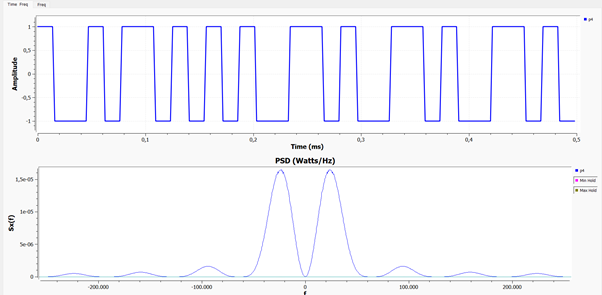 Time Freq Freq
1
0,5
0
-0,5
-1
Amplitude
y4
0 0,1 0,2 0,3 0,4 0,5
Time (ms)
PSD (Watts/Hz)
1,5e-05
1e-05
5e-06
0
Sx(f)
y4
Min Hold
Max Hold
-200.000 -100.000 0 100.000 200.000
f